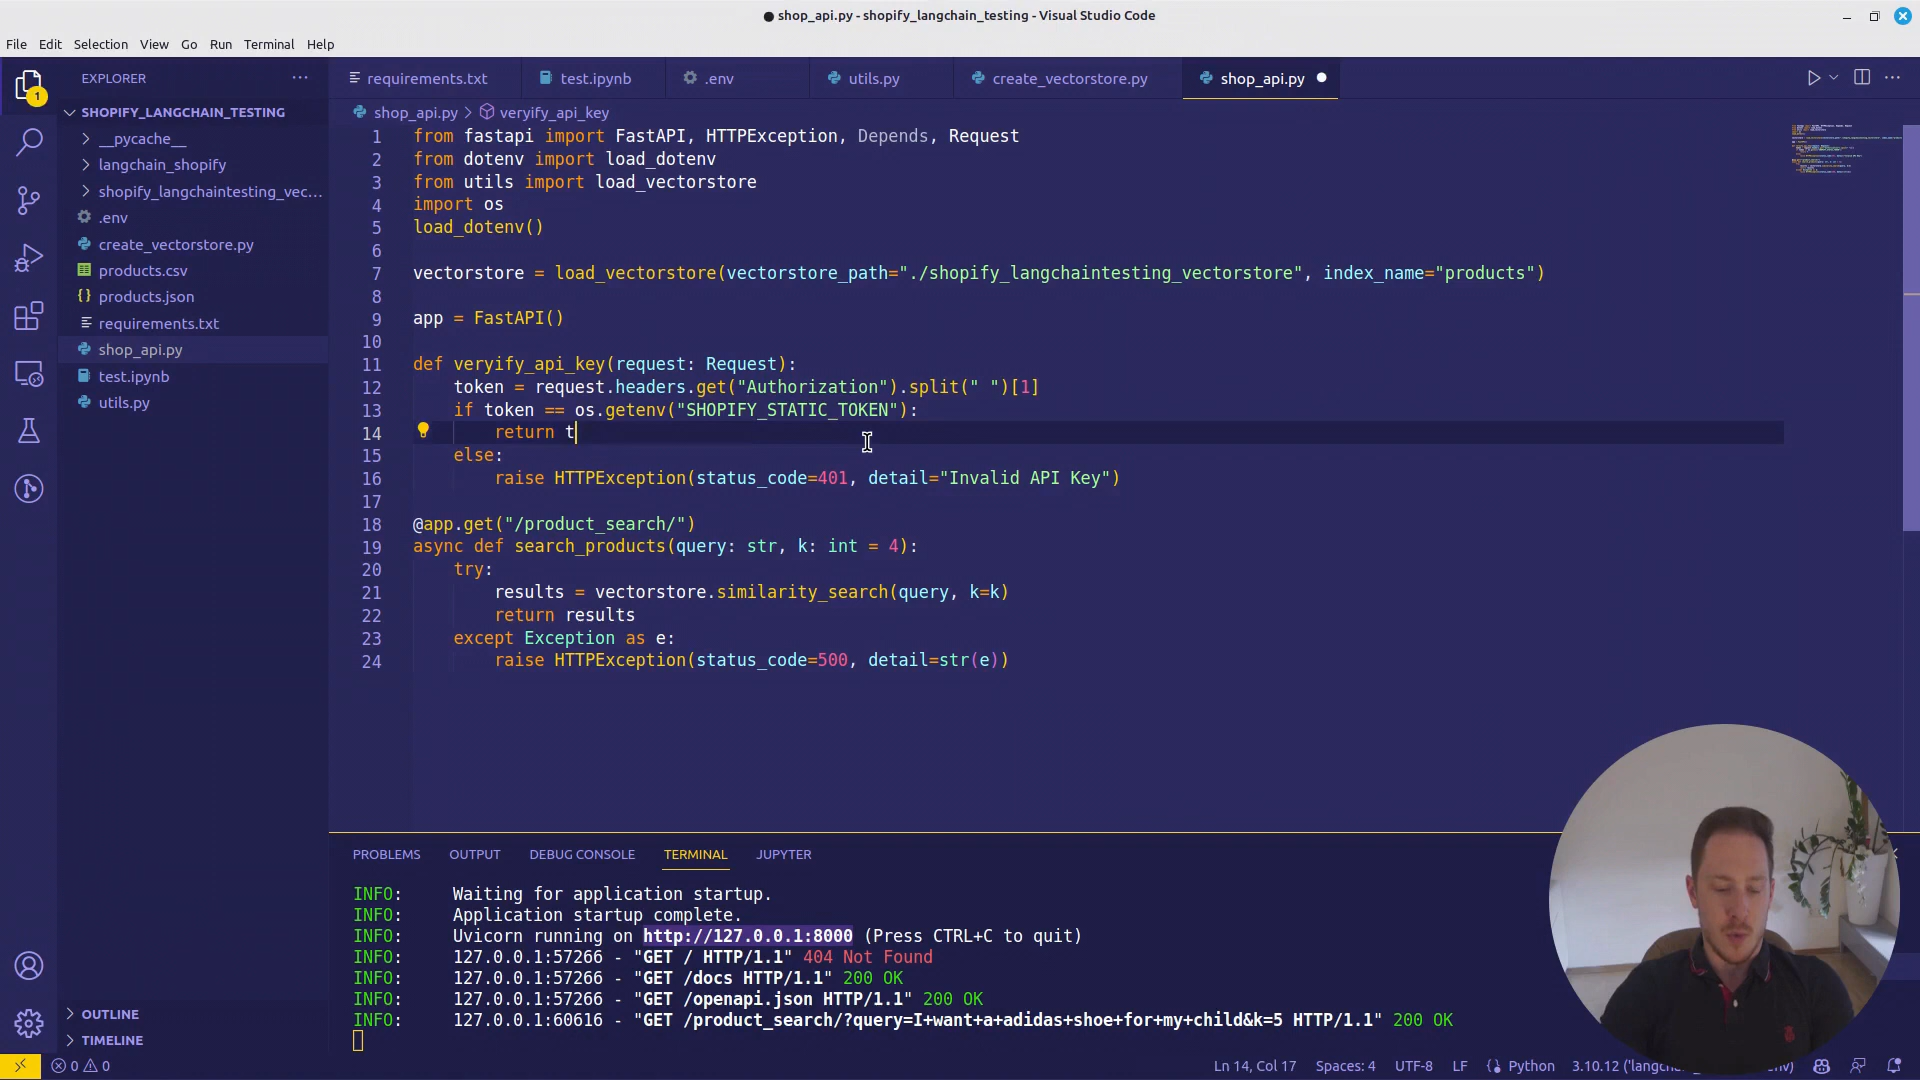 shop_api.py - shopify_langchain_testing - Visual Studio Code
File Edit Selection View Go Run Terminal Help
EXPLORER
requirements.txt test.ipynb .env utils.py create_vectorstore.py shop_api.py
1
SHOPIFY_LANGCHAIN_TESTING
__pycache__
langchain_shopify
shopify_langchaintesting_vec...
.env
create_vectorstore.py
products.csv
products.json
requirements.txt
shop_api.py
test.ipynb
utils.py
OUTLINE
TIMELINE
shop_api.py > veryify_api_key
1 from fastapi import FastAPI, HTTPException, Depends, Request
2 from dotenv import load_dotenv
3 from utils import load_vectorstore
4 import os
5 load_dotenv()
6
7 vectorstore = load_vectorstore(vectorstore_path="./shopify_langchaintesting_vectorstore", index_name="products")
8
9 app = FastAPI()
10
11 def veryify_api_key(request: Request):
12 token = request.headers.get("Authorization").split(" ")[1]
13 if token == os.getenv("SHOPIFY_STATIC_TOKEN"):
14 return t
15 else:
16 raise HTTPException(status_code=401, detail="Invalid API Key")
17
18 @app.get("/product_search/")
19 async def search_products(query: str, k: int = 4):
20 try:
21 results = vectorstore.similarity_search(query, k=k)
22 return results
23 except Exception as e:
24 raise HTTPException(status_code=500, detail=str(e))
PROBLEMS OUTPUT DEBUG CONSOLE TERMINAL JUPYTER
INFO: Waiting for application startup.
INFO: Application startup complete.
INFO: Uvicorn running on http://127.0.0.1:8000 (Press CTRL+C to quit)
INFO: 127.0.0.1:57266 - "GET / HTTP/1.1" 404 Not Found
INFO: 127.0.0.1:57266 - "GET /docs HTTP/1.1" 200 OK
INFO: 127.0.0.1:57266 - "GET /openapi.json HTTP/1.1" 200 OK
INFO: 127.0.0.1:60616 - "GET /product_search/?query=I+want+a+adidas+shoe+for+my+child&k=5 HTTP/1.1" 200 OK
0 0 Ln 14, Col 17 Spaces: 4 UTF-8 LF Python 3.10.12